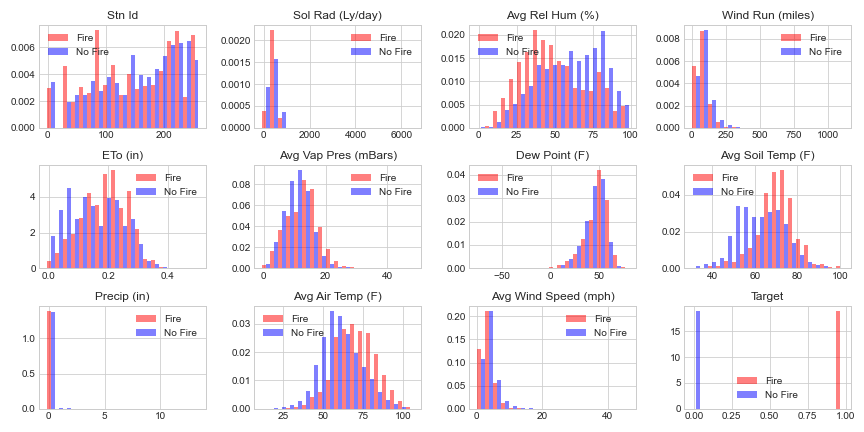 Stn Id
0.006
0.004
0.002
0.000
0
100
200
Fire
No Fire
Sol Rad (Ly/day)
0.0020
0.0015
0.0010
0.0005
0.0000
0
2000
4000
6000
Fire
No Fire
Avg Rel Hum (%)
0.020
0.015
0.010
0.005
0.000
0
25
50
75
100
Fire
No Fire
Wind Run (miles)
0.008
0.006
0.004
0.002
0.000
0
250
500
750
1000
Fire
No Fire
ETo (in)
4
2
0
0.0
0.2
0.4
Fire
No Fire
Avg Vap Pres (mBars)
0.08
0.06
0.04
0.02
0.00
0
20
40
Fire
No Fire
Dew Point (F)
0.04
0.03
0.02
0.01
0.00
−50
0
50
Fire
No Fire
Avg Soil Temp (F)
0.04
0.02
0.00
40
60
80
100
Fire
No Fire
Precip (in)
1.0
0.5
0.0
0
5
10
Fire
No Fire
Avg Air Temp (F)
0.03
0.02
0.01
0.00
25
50
75
100
Fire
No Fire
Avg Wind Speed (mph)
0.20
0.15
0.10
0.05
0.00
0
20
40
Fire
No Fire
Target
15
10
5
0
0.00
0.25
0.50
0.75
1.00
Fire
No Fire